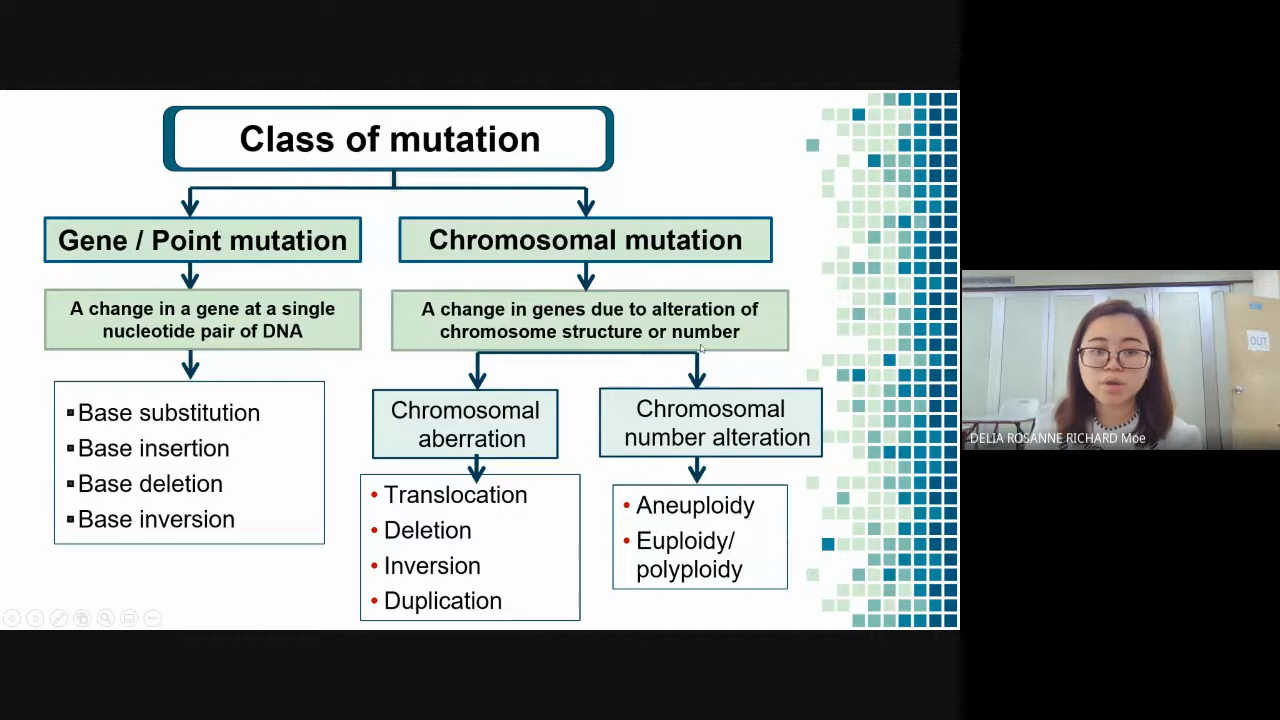 Class of mutation
Gene / Point mutation
Chromosomal mutation
A change in a gene at a single
nucleotide pair of DNA
A change in genes due to alteration of
chromosome structure or number
▪Base substitution
▪Base insertion
▪Base deletion
▪Base inversion
Chromosomal
aberration
Chromosomal
number alteration
• Translocation
• Deletion
• Inversion
• Duplication
• Aneuploidy
• Euploidy/
polyploidy
OUT
DELIA ROSANNE RICHARD Moe